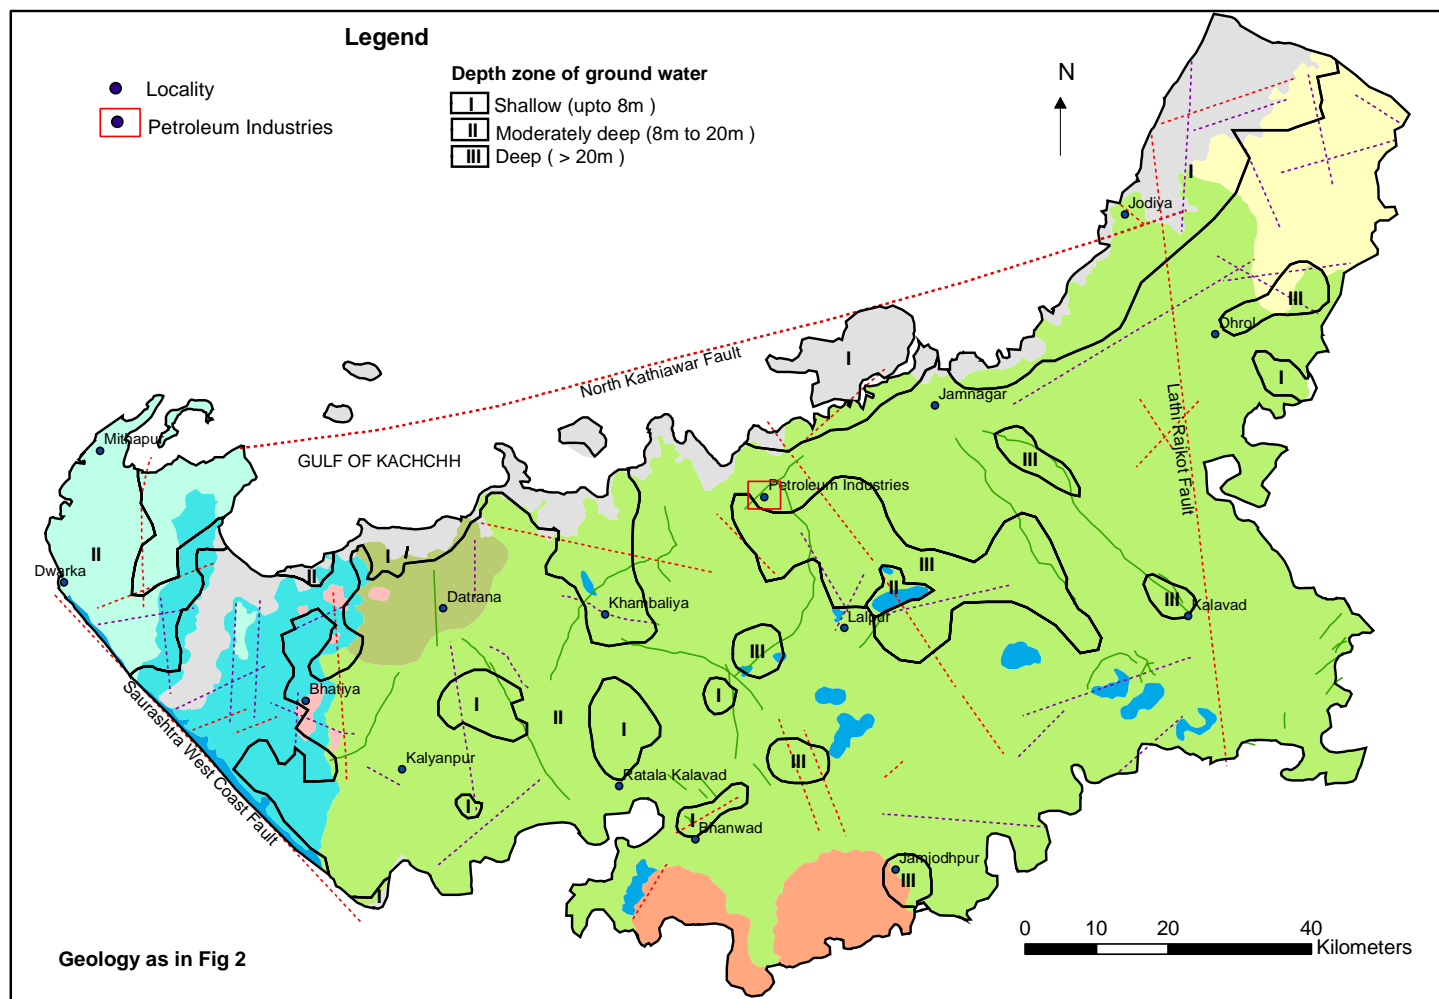 Legend
Locality
Petroleum Industries
Depth zone of ground water
I Shallow (upto 8m )
II Moderately deep (8m to 20m )
III Deep ( > 20m )
N
I
Jodiya
III
Dhrol
I
North Kathiawar Fault
I
Lathi Rajkot Fault
Jamnagar
Mithapur
GULF OF KACHCHH
III
Petroleum Industries
II
I
II
III
II
Dwarka
Datrana
Khambaliya
Lalpur
III
Kalavad
III
Bhatiya
I
II
I
I
Saurashtra West Coast Fault
Kalyanpur
III
Ratala Kalavad
I
I
Bhanwad
Jamjodhpur
III
I
0 10 20 40
Kilometers
Geology as in Fig 2